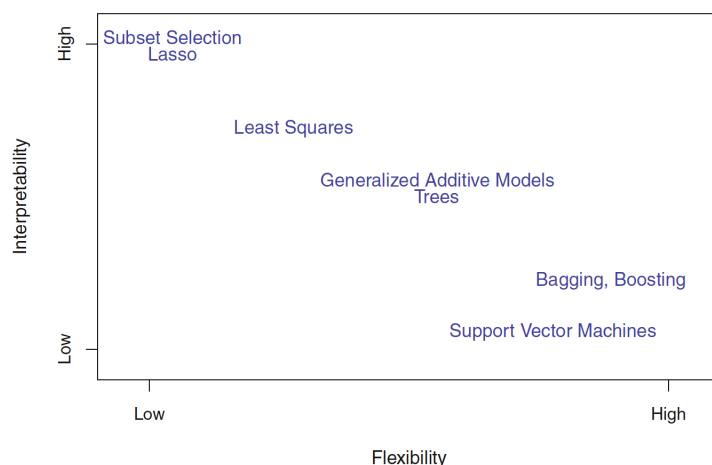 High
Subset Selection
Lasso
Least Squares
Interpretability
Generalized Additive Models
Trees
Bagging, Boosting
Support Vector Machines
Low
Low
High
Flexibility